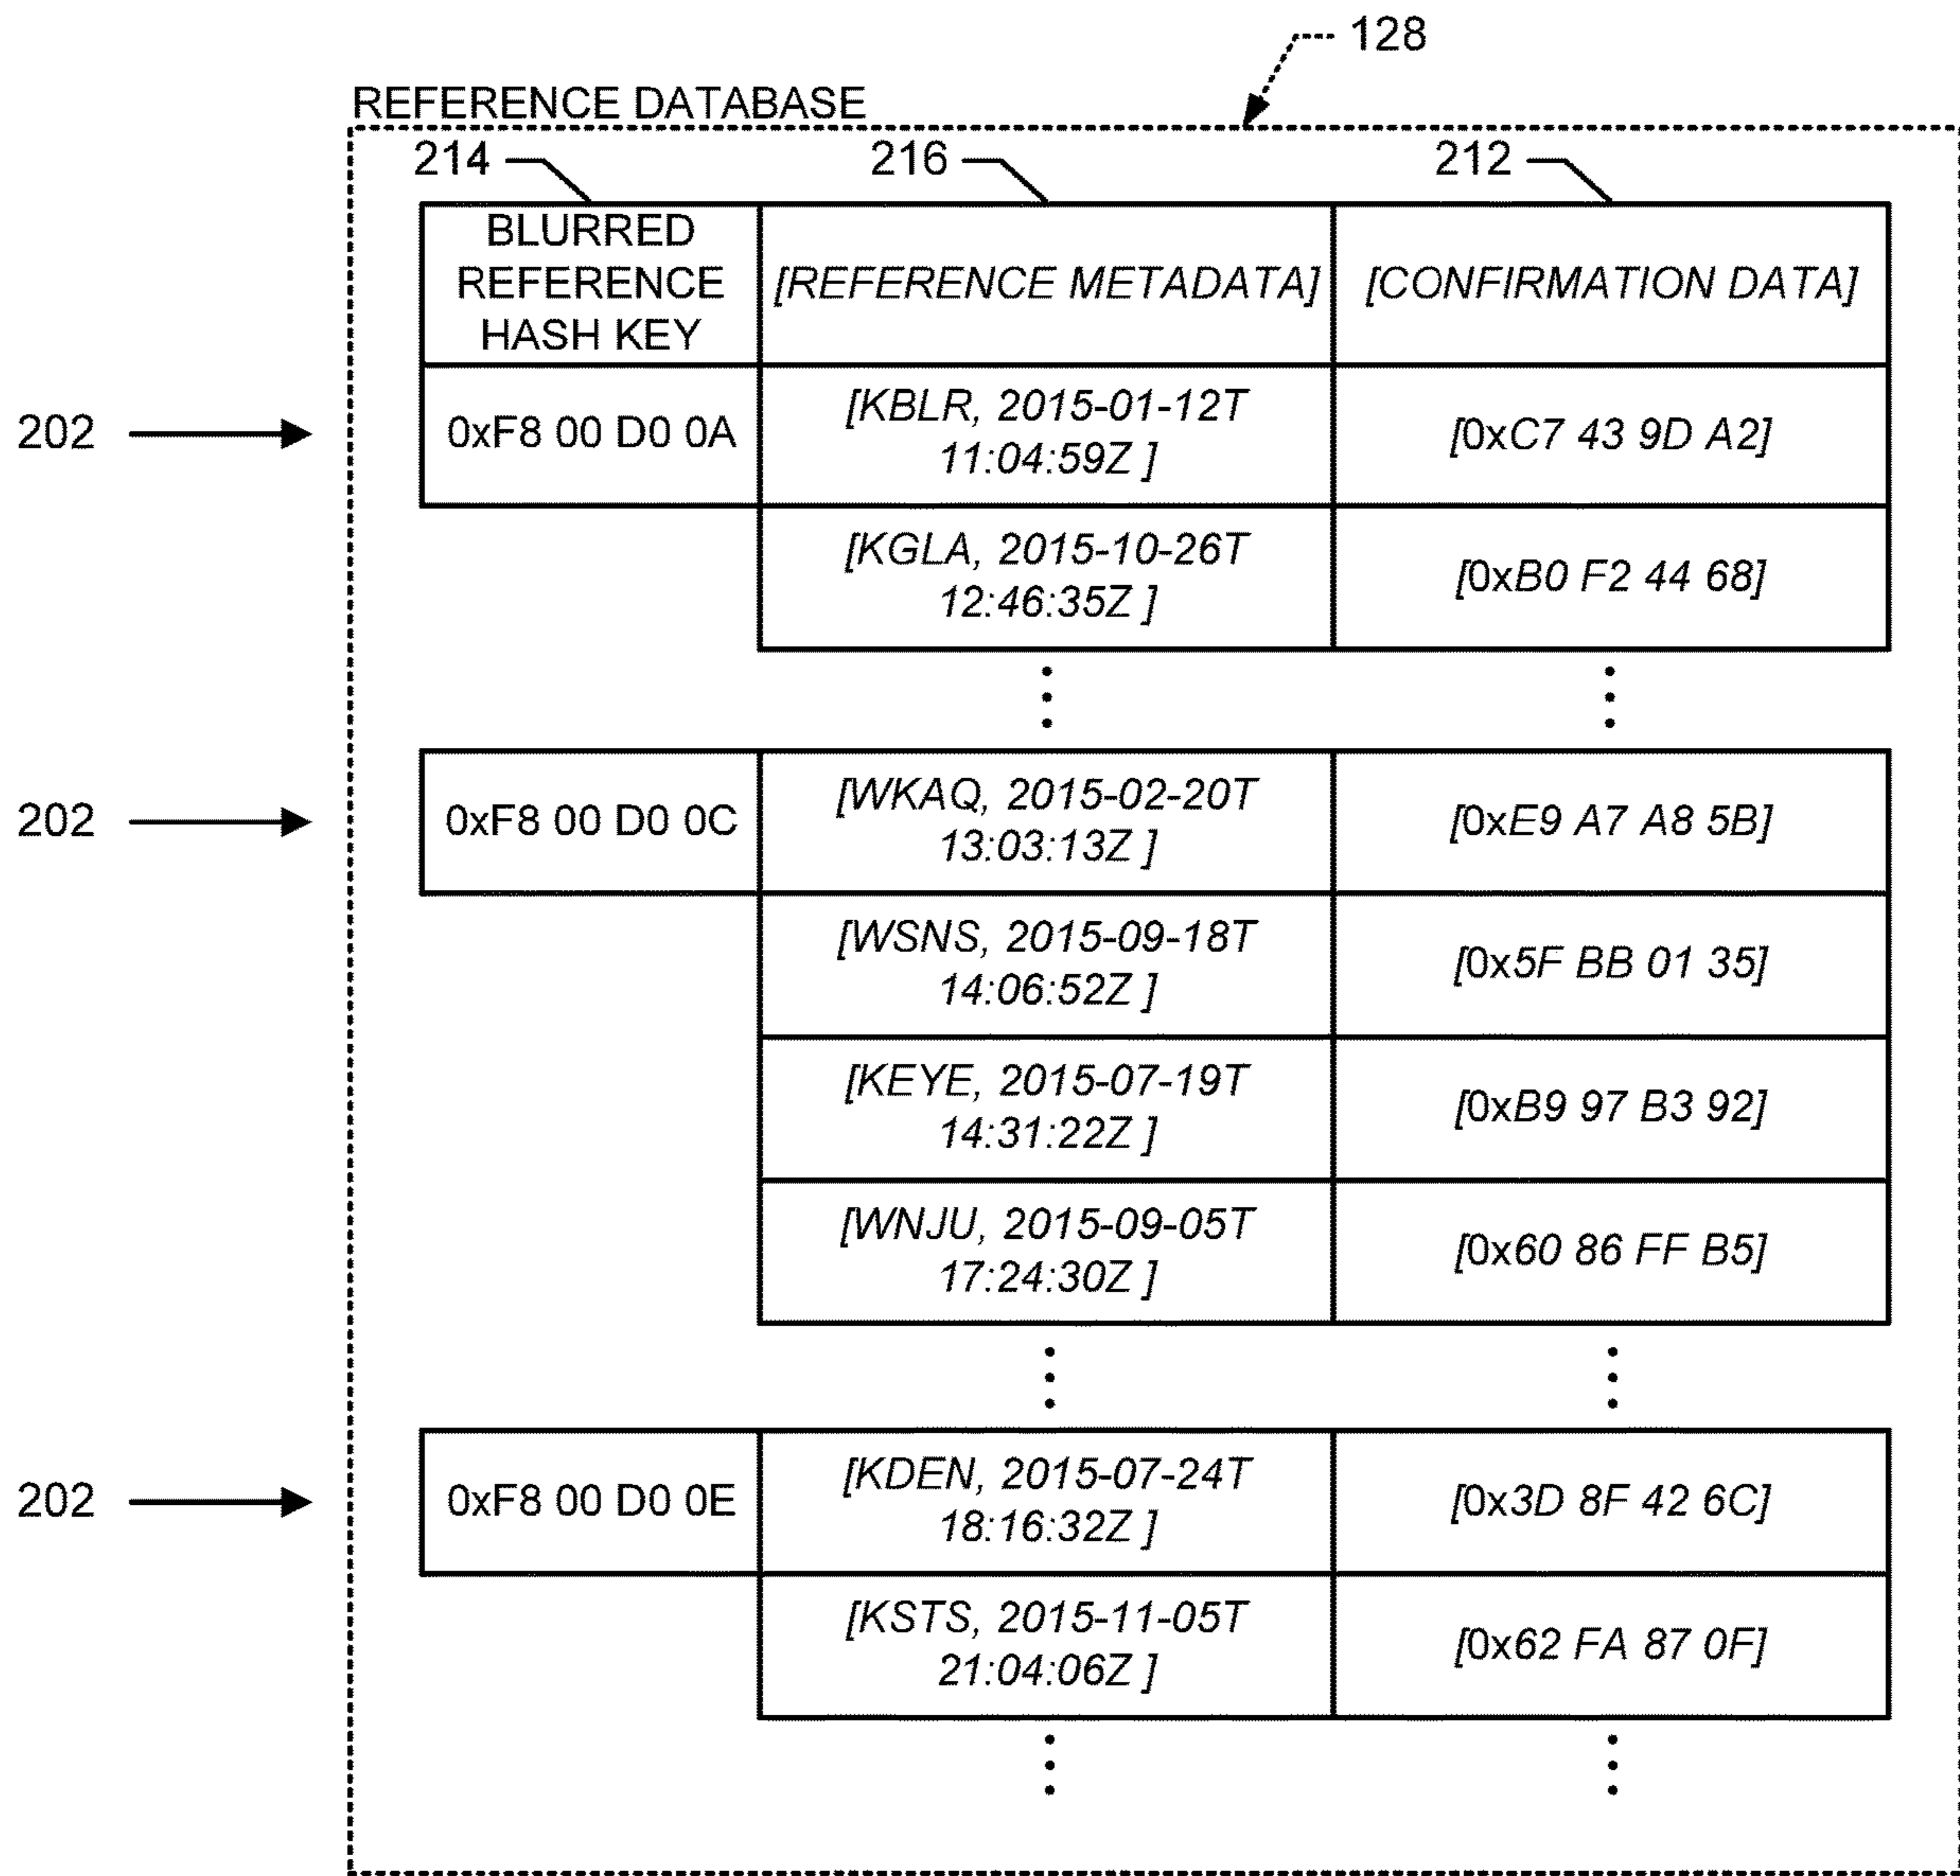 128
REFERENCE DATABASE
214
216
212
BLURRED
REFERENCE
HASH KEY
[REFERENCE METADATA]
[CONFIRMATION DATA]
202
0xF8 00 D0 0A
[KBLR, 2015-01-12T
11:04:59Z ]
[0xC7 43 9D A2]
[KGLA, 2015-10-26T
12:46:35Z ]
[0xB0 F2 44 68]
202
0xF8 00 D0 0C
[WKAQ, 2015-02-20T
13:03:13Z ]
[0xE9 A7 A8 5B]
[WSNS, 2015-09-18T
14:06:52Z ]
[0x5F BB 01 35]
[KEYE, 2015-07-19T
14:31:22Z ]
[0xB9 97 B3 92]
[WNJU, 2015-09-05T
17:24:30Z ]
[0x60 86 FF B5]
202
0xF8 00 D0 0E
[KDEN, 2015-07-24T
18:16:32Z ]
[0x3D 8F 42 6C]
[KSTS, 2015-11-05T
21:04:06Z ]
[0x62 FA 87 0F]